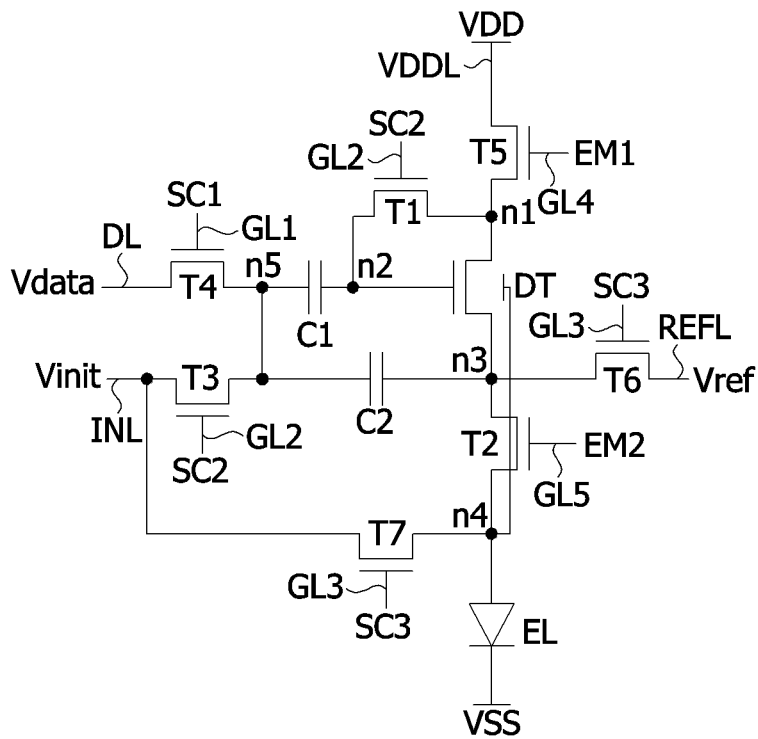 VDD
VDDL
SC2
GL2
T5
EM1
GL4
T1
n1
SC1
GL1
DL
Vdata
T4
n5
n2
C1
DT
SC3
GL3
REFL
n3
Vinit
T3
C2
T6
Vref
INL
GL2
SC2
T2
EM2
GL5
n4
T7
GL3
SC3
EL
VSS